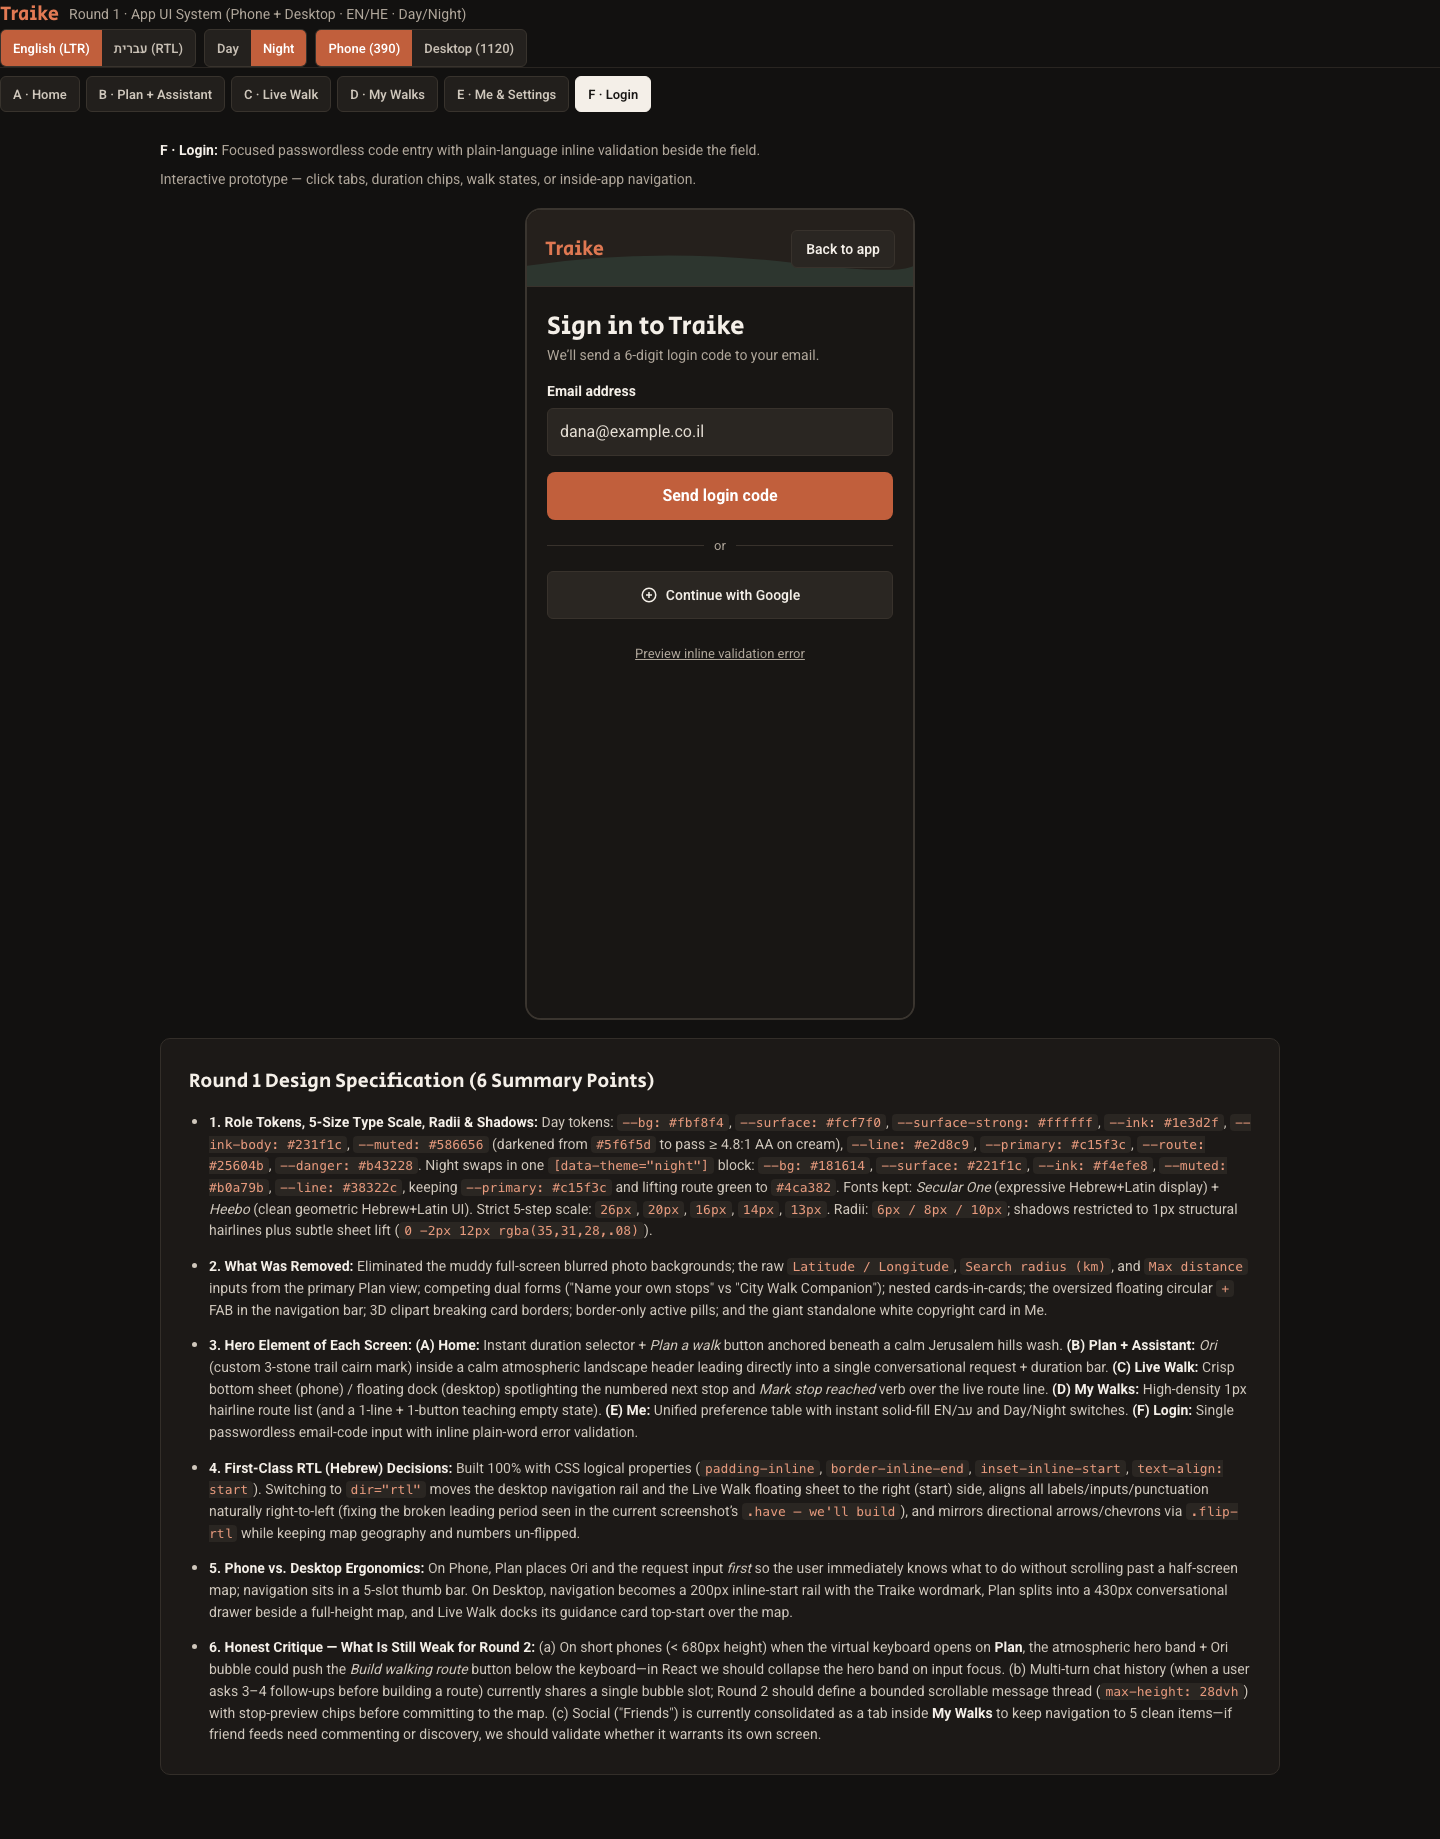 Traike Round 1 · App UI System (Phone + Desktop · EN/HE · Day/Night)
English (LTR) עברית (RTL) Day Night Phone (390) Desktop (1120)
A · Home B · Plan + Assistant C · Live Walk D · My Walks E · Me & Settings F · Login
F · Login: Focused passwordless code entry with plain-language inline validation beside the field.
Interactive prototype — click tabs, duration chips, walk states, or inside-app navigation.
Traike Back to app
Sign in to Traike
We'll send a 6-digit login code to your email.
Email address
dana@example.co.il
Send login code
or
Continue with Google
Preview inline validation error
Round 1 Design Specification (6 Summary Points)
• 1. Role Tokens, 5-Size Type Scale, Radii & Shadows: Day tokens: --bg: #fbf8f4 , --surface: #fcf7f0 , --surface-strong: #ffffff , --ink: #1e3d2f , --
ink-body: #231f1c , --muted: #586656 (darkened from #5f6f5d to pass ≥ 4.8:1 AA on cream), --line: #e2d8c9 , --primary: #c15f3c , --route:
#25604b , --danger: #b43228 . Night swaps in one [data-theme="night"] block: --bg: #181614 , --surface: #221f1c , --ink: #f4efe8 , --muted:
#b0a79b , --line: #38322c , keeping --primary: #c15f3c and lifting route green to #4ca382 . Fonts kept: Secular One (expressive Hebrew+Latin display) +
Heebo (clean geometric Hebrew+Latin UI). Strict 5-step scale: 26px , 20px , 16px , 14px , 13px . Radii: 6px / 8px / 10px ; shadows restricted to 1px structural
hairlines plus subtle sheet lift ( 0 -2px 12px rgba(35,31,28,.08) ).
• 2. What Was Removed: Eliminated the muddy full-screen blurred photo backgrounds; the raw Latitude / Longitude , Search radius (km) , and Max distance
inputs from the primary Plan view; competing dual forms ("Name your own stops" vs "City Walk Companion"); nested cards-in-cards; the oversized floating circular +
FAB in the navigation bar; 3D clipart breaking card borders; border-only active pills; and the giant standalone white copyright card in Me.
• 3. Hero Element of Each Screen: (A) Home: Instant duration selector + Plan a walk button anchored beneath a calm Jerusalem hills wash. (B) Plan + Assistant: Ori
(custom 3-stone trail cairn mark) inside a calm atmospheric landscape header leading directly into a single conversational request + duration bar. (C) Live Walk: Crisp
bottom sheet (phone) / floating dock (desktop) spotlighting the numbered next stop and Mark stop reached verb over the live route line. (D) My Walks: High-density 1px
hairline route list (and a 1-line + 1-button teaching empty state). (E) Me: Unified preference table with instant solid-fill EN/עב and Day/Night switches. (F) Login: Single
passwordless email-code input with inline plain-word error validation.
• 4. First-Class RTL (Hebrew) Decisions: Built 100% with CSS logical properties ( padding-inline , border-inline-end , inset-inline-start , text-align:
start ). Switching to dir="rtl" moves the desktop navigation rail and the Live Walk floating sheet to the right (start) side, aligns all labels/inputs/punctuation
naturally right-to-left (fixing the broken leading period seen in the current screenshot's .have — we'll build ), and mirrors directional arrows/chevrons via .flip-
rtl while keeping map geography and numbers un-flipped.
• 5. Phone vs. Desktop Ergonomics: On Phone, Plan places Ori and the request input first so the user immediately knows what to do without scrolling past a half-screen
map; navigation sits in a 5-slot thumb bar. On Desktop, navigation becomes a 200px inline-start rail with the Traike wordmark, Plan splits into a 430px conversational
drawer beside a full-height map, and Live Walk docks its guidance card top-start over the map.
• 6. Honest Critique — What Is Still Weak for Round 2: (a) On short phones (< 680px height) when the virtual keyboard opens on Plan, the atmospheric hero band + Ori
bubble could push the Build walking route button below the keyboard—in React we should collapse the hero band on input focus. (b) Multi-turn chat history (when a user
asks 3–4 follow-ups before building a route) currently shares a single bubble slot; Round 2 should define a bounded scrollable message thread ( max-height: 28dvh )
with stop-preview chips before committing to the map. (c) Social ("Friends") is currently consolidated as a tab inside My Walks to keep navigation to 5 clean items—if
friend feeds need commenting or discovery, we should validate whether it warrants its own screen.